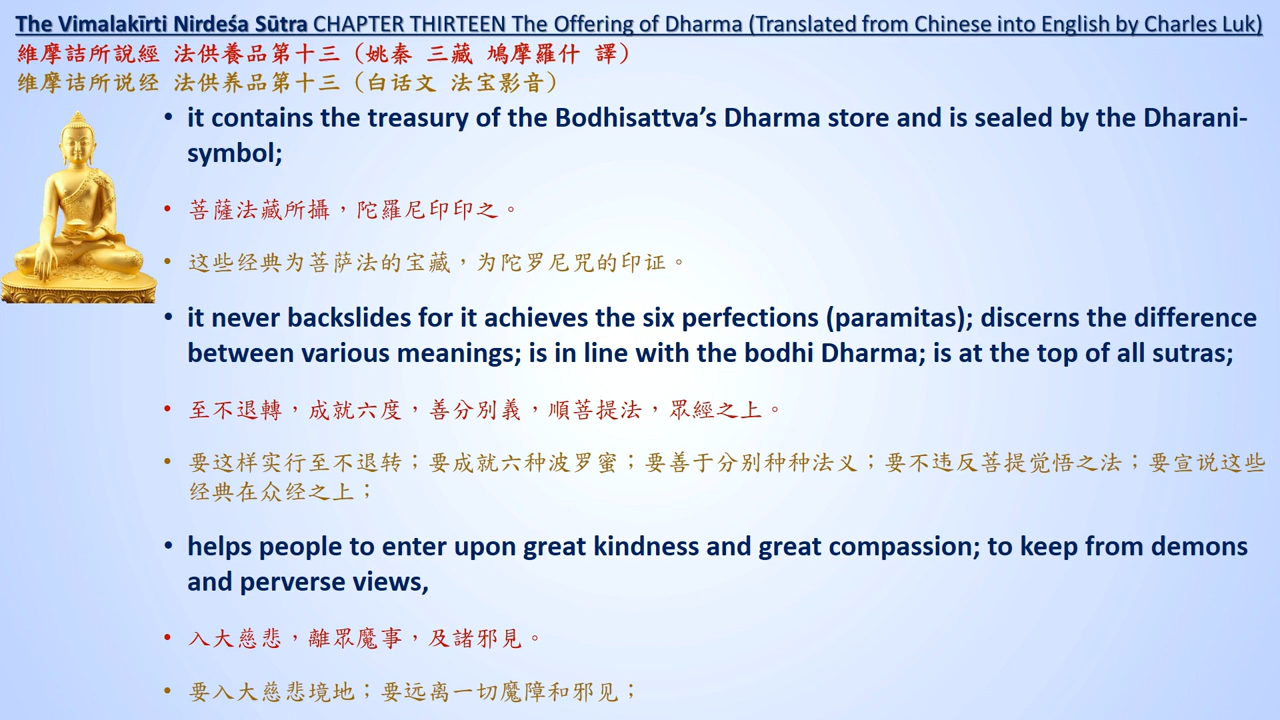 The Vimalakīrti Nirdeśa Sūtra CHAPTER THIRTEEN The Offering of Dharma (Translated from Chinese into English by Charles Luk)
維摩詰所說經 法供養品第十三（姚秦 三藏 鳩摩羅什 譯）
维摩诘所说经 法供养品第十三（白话文 法宝影音）
• it contains the treasury of the Bodhisattva’s Dharma store and is sealed by the Dharani-
symbol;
• 菩薩法藏所攝，陀羅尼印印之。
• 这些经典为菩萨法的宝藏，为陀罗尼咒的印证。
• it never backslides for it achieves the six perfections (paramitas); discerns the difference
between various meanings; is in line with the bodhi Dharma; is at the top of all sutras;
• 至不退轉，成就六度，善分別義，順菩提法，眾經之上。
• 要这样实行至不退转；要成就六种波罗蜜；要善于分别种种法义；要不违反菩提觉悟之法；要宣说这些
经典在众经之上；
• helps people to enter upon great kindness and great compassion; to keep from demons
and perverse views,
• 入大慈悲，離眾魔事，及諸邪見。
• 要入大慈悲境地；要远离一切魔障和邪见；